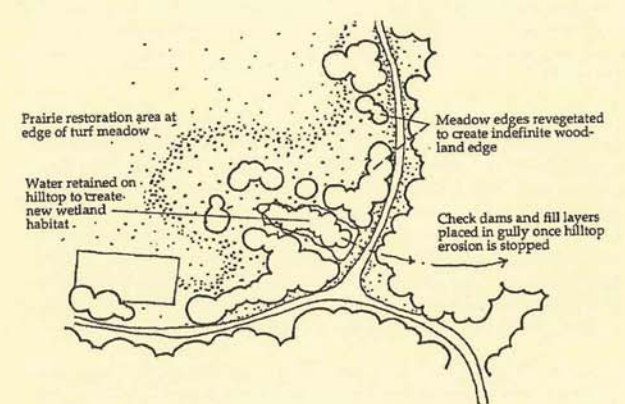 Prairie restoration area at
edge of turf meadow
Water retained on
hilltop to create
new wetland
habitat
Meadow edges revegetated
to create indefinite wood-
land edge
Check dams and fill layers
placed in gully once hilltop
erosion is stopped